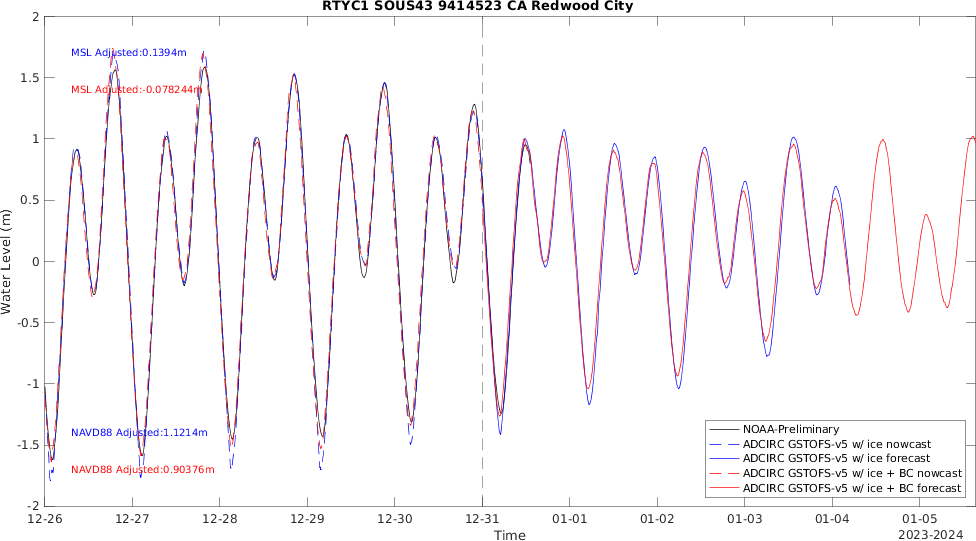 RTYC1 SOUS43 9414523 CA Redwood City
2
1.5
1
0.5
0
-0.5
-1
-1.5
-2
Water Level (m)
MSL Adjusted:0.1394m
MSL Adjusted:-0.078244m
NAVD88 Adjusted:1.1214m
NAVD88 Adjusted:0.90376m
NOAA-Preliminary
ADCIRC GSTOFS-v5 w/ ice nowcast
ADCIRC GSTOFS-v5 w/ ice forecast
ADCIRC GSTOFS-v5 w/ ice + BC nowcast
ADCIRC GSTOFS-v5 w/ ice + BC forecast
12-26 12-27 12-28 12-29 12-30 12-31 01-01 01-02 01-03 01-04 01-05
Time
2023-2024